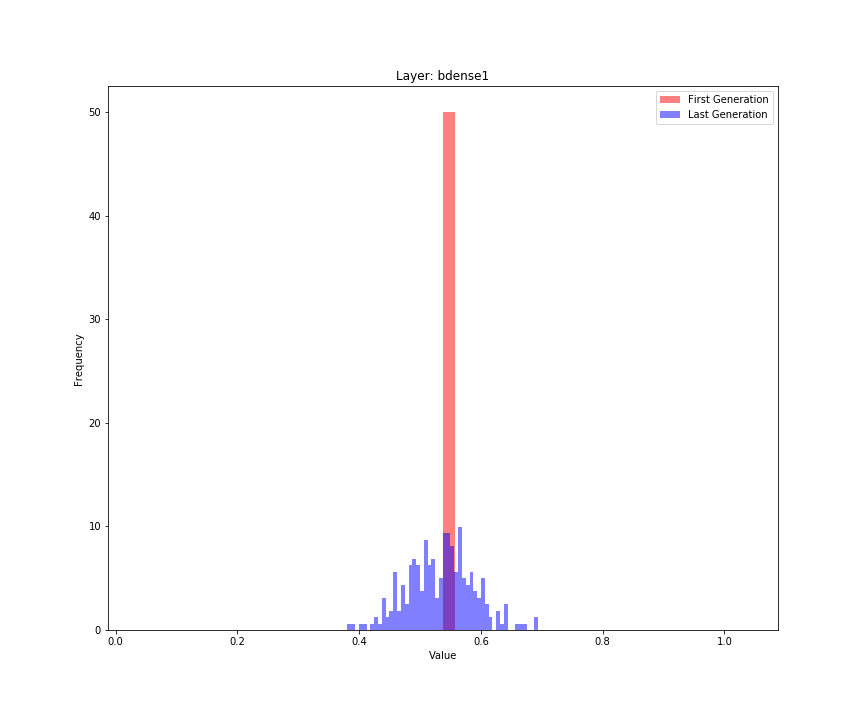 Layer: bdense1
First Generation
Last Generation
50
40
30
20
10
0
Frequency
0.0 0.2 0.4 0.6 0.8 1.0
Value